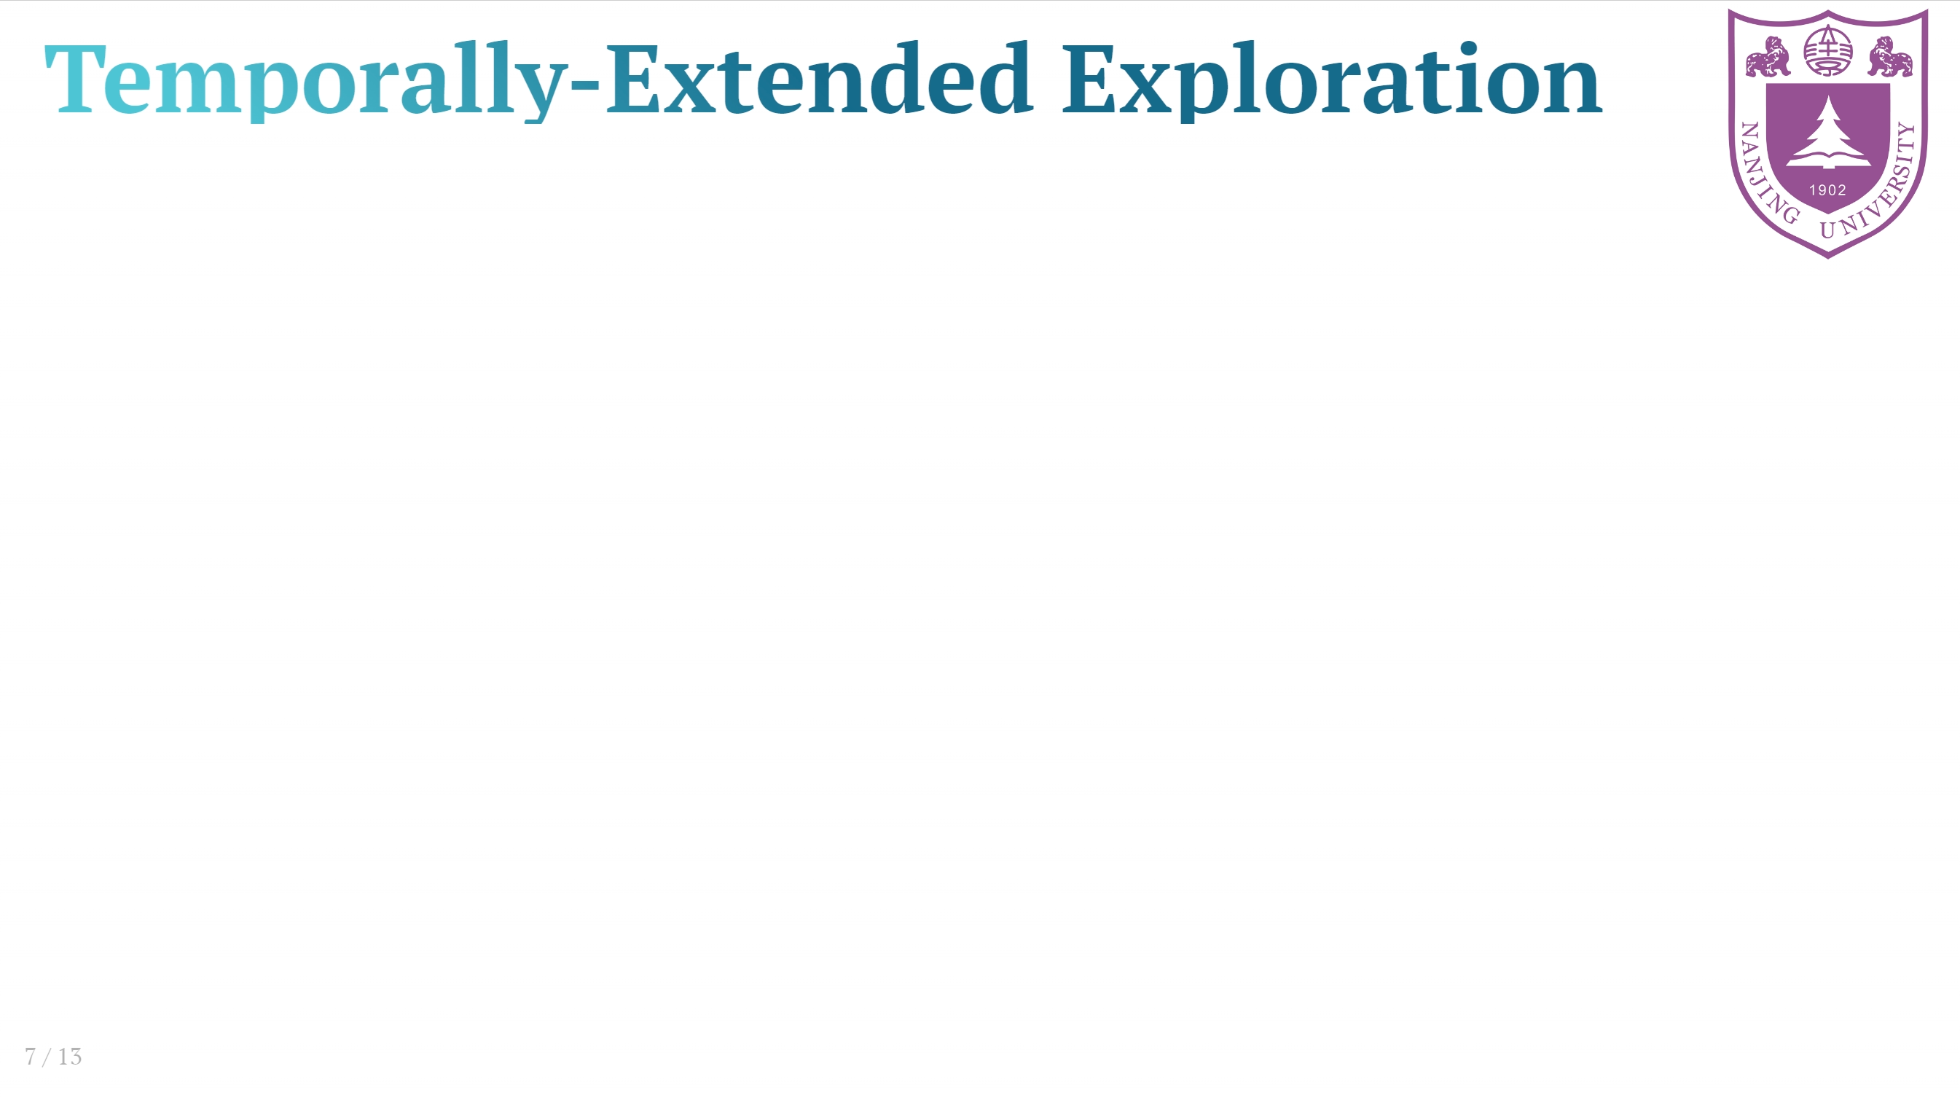 Temporally-Extended Exploration
NANJING UNIVERSITY
1902
7 / 13